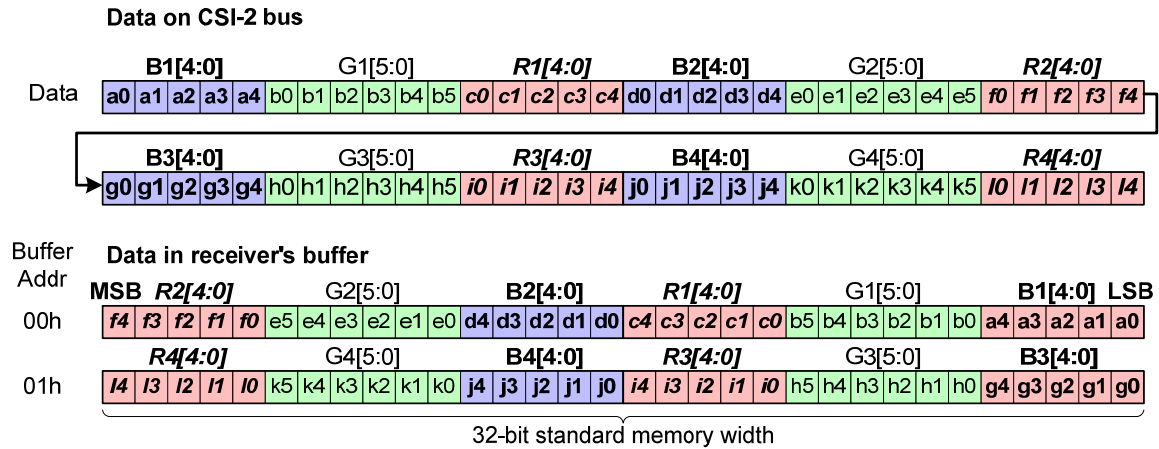 Data on CSI-2 bus
B1[4:0] G1[5:0] R1[4:0] B2[4:0] G2[5:0] R2[4:0]
Data a0 a1 a2 a3 a4 b0 b1 b2 b3 b4 b5 c0 c1 c2 c3 c4 d0 d1 d2 d3 d4 e0 e1 e2 e3 e4 e5 f0 f1 f2 f3 f4
B3[4:0] G3[5:0] R3[4:0] B4[4:0] G4[5:0] R4[4:0]
g0 g1 g2 g3 g4 h0 h1 h2 h3 h4 h5 i0 i1 i2 i3 i4 j0 j1 j2 j3 j4 k0 k1 k2 k3 k4 k5 l0 l1 l2 l3 l4
Buffer
Addr
Data in receiver's buffer
MSB R2[4:0] G2[5:0] B2[4:0] R1[4:0] G1[5:0] B1[4:0] LSB
00h f4 f3 f2 f1 f0 e5 e4 e3 e2 e1 e0 d4 d3 d2 d1 d0 c4 c3 c2 c1 c0 b5 b4 b3 b2 b1 b0 a4 a3 a2 a1 a0
R4[4:0] G4[5:0] B4[4:0] R3[4:0] G3[5:0] B3[4:0]
01h l4 l3 l2 l1 l0 k5 k4 k3 k2 k1 k0 j4 j3 j2 j1 j0 i4 i3 i2 i1 i0 h5 h4 h3 h2 h1 h0 g4 g3 g2 g1 g0
32-bit standard memory width